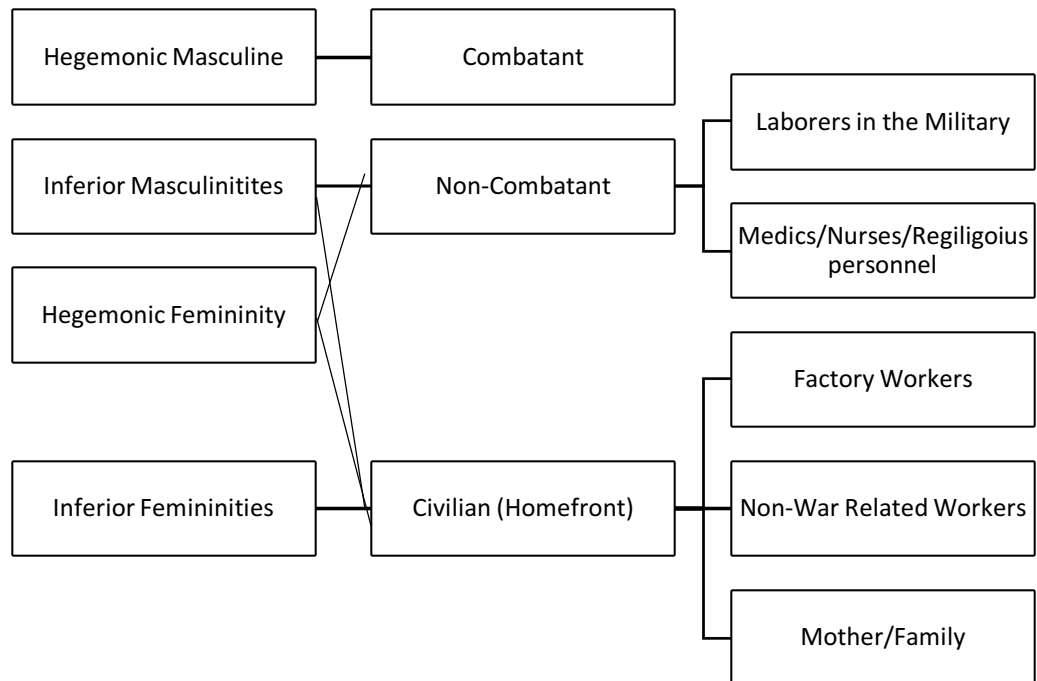 Hegemonic Masculine
Combatant
Laborers in the Military
Inferior Masculinitites
Non-Combatant
Medics/Nurses/Regiligoius
personnel
Hegemonic Femininity
Factory Workers
Inferior Femininities
Civilian (Homefront)
Non-War Related Workers
Mother/Family